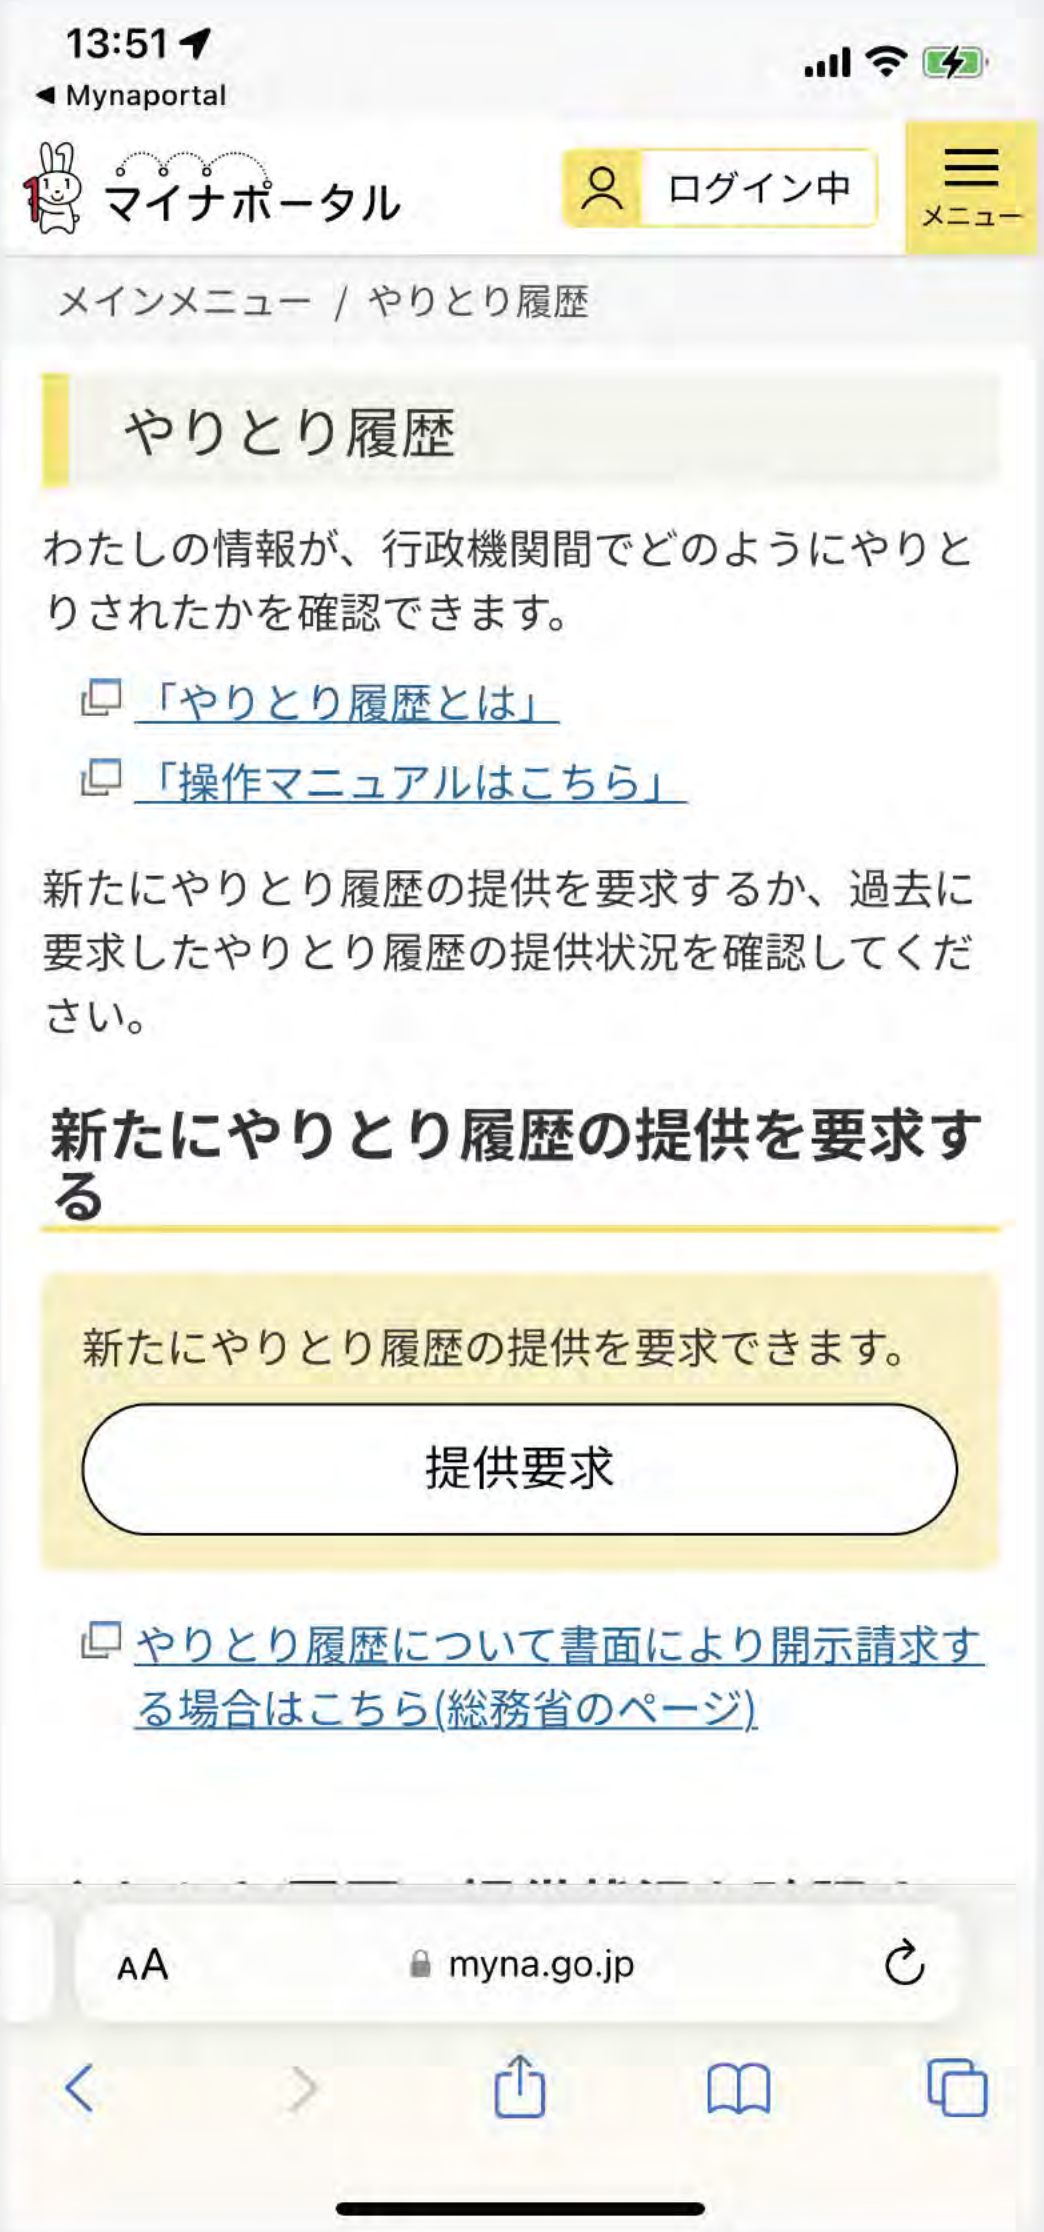 13:51
◀ Mynaportal
マイナポータル
ログイン中
メニュー
メインメニュー / やりとり履歴
やりとり履歴
わたしの情報が、行政機関間でどのようにやりと
りされたかを確認できます。
「やりとり履歴とは」
「操作マニュアルはこちら」
新たにやりとり履歴の提供を要求するか、過去に
要求したやりとり履歴の提供状況を確認してくだ
さい。
新たにやりとり履歴の提供を要求す
る
新たにやりとり履歴の提供を要求できます。
提供要求
やりとり履歴について書面により開示請求す
る場合はこちら(総務省のページ)
AA
myna.go.jp